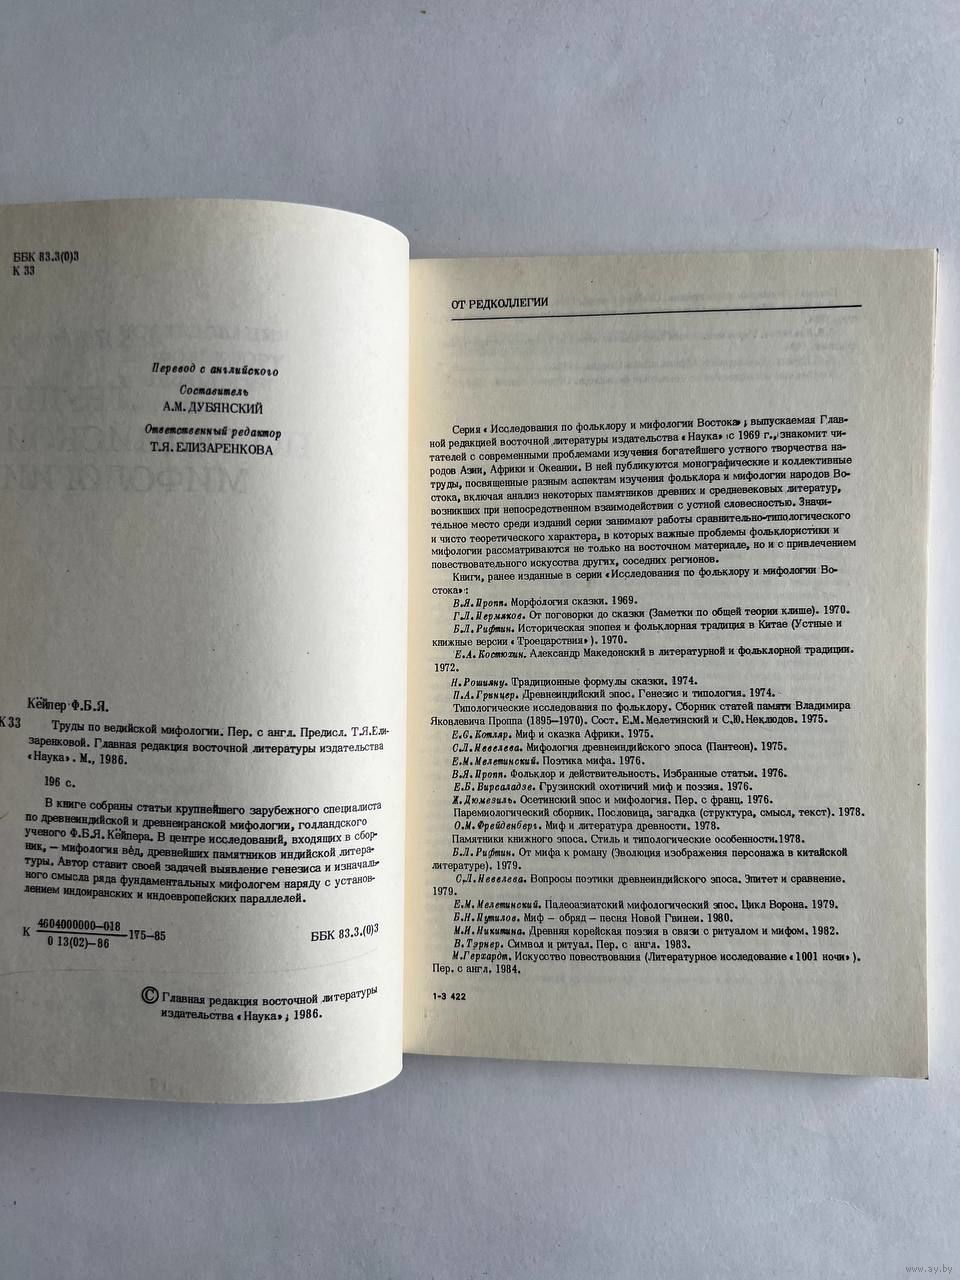 ББК 83.3(0)3
К 33
Перевод с английского
Составитель
А.М. ДУБЯНСКИЙ
Ответственный редактор
Т.Я. ЕЛИЗАРЕНКОВА
Кёйпер Ф.Б.Я.
К33
Труды по ведийской мифологии. Пер. с англ. Предисл. Т.Я.Ели-
заренковой. Главная редакция восточной литературы издательства
«Наука». М., 1986.
196 с.
В книге собраны статьи крупнейшего зарубежного специалиста
по древнеиндийской и древнеиранской мифологии, голландского
ученого Ф.Б.Я. Кёйпера. В центре исследований, входящих в сбор-
ник, – мифология вед, древнейших памятников индийской литера-
туры. Автор ставит своей задачей выявление генезиса и изначаль-
ного смысла ряда фундаментальных мифологем наряду с установ-
лением индоиранских и индоевропейских параллелей.
К 4604000000-018
0 13(02)-86
-175-85
ББК 83.3.(0)3
© Главная редакция восточной литературы
издательства «Наука», 1986.
ОТ РЕДКОЛЛЕГИИ
Серия «Исследования по фольклору и мифологии Востока», выпускаемая Глав-
ной редакцией восточной литературы издательства «Наука» с 1969 г., знакомит чи-
тателей с современными проблемами изучения богатейшего устного творчества на-
родов Азии, Африки и Океании. В ней публикуются монографические и коллективные
труды, посвященные разным аспектам изучения фольклора и мифологии народов Во-
стока, включая анализ некоторых памятников древних и средневековых литератур,
возникших при непосредственном взаимодействии с устной словесностью. Значи-
тельное место среди изданий серии занимают работы сравнительно-типологического
и чисто теоретического характера, в которых важные проблемы фольклористики и
мифологии рассматриваются не только на восточном материале, но и с привлечением
повествовательного искусства других, соседних регионов.
Книги, ранее изданные в серии «Исследования по фольклору и мифологии Во-
стока»:
В.Я.Пропп. Морфология сказки. 1969.
Г.Л.Пермяков. От поговорки до сказки (Заметки по общей теории клише). 1970.
Б.Л.Рифтин. Историческая эпопея и фольклорная традиция в Китае (Устные и
книжные версии «Троецарствия»). 1970.
Е.А.Костюхин. Александр Македонский в литературной и фольклорной традиции.
1972.
Н.Рошияну. Традиционные формулы сказки. 1974.
П.А.Гринцер. Древнеиндийский эпос. Генезис и типология. 1974.
Типологические исследования по фольклору. Сборник статей памяти Владимира
Яковлевича Проппа (1895–1970). Сост. Е.М.Мелетинский и С.Ю.Неклюдов. 1975.
Е.С.Котляр. Миф и сказка Африки. 1975.
С.Л.Невелева. Мифология древнеиндийского эпоса (Пантеон). 1975.
Е.М.Мелетинский. Поэтика мифа. 1976.
В.Я.Пропп. Фольклор и действительность. Избранные статьи. 1976.
Е.Б.Вирсаладзе. Грузинский охотничий миф и поэзия. 1976.
Ж.Дюмезиль. Осетинский эпос и мифология. Пер. с франц. 1976.
Паремиологический сборник. Пословица, загадка (структура, смысл, текст). 1978.
О.М.Фрейденберг. Миф и литература древности. 1978.
Памятники книжного эпоса. Стиль и типологические особенности.1978.
Б.Л.Рифтин. От мифа к роману (Эволюция изображения персонажа в китайской
литературе). 1979.
С.Л.Невелева. Вопросы поэтики древнеиндийского эпоса. Эпитет и сравнение.
1979.
Е.М.Мелетинский. Палеоазиатский мифологический эпос. Цикл Ворона. 1979.
Б.Н.Путилов. Миф – обряд – песня Новой Гвинеи. 1980.
М.И.Никитина. Древняя корейская поэзия в связи с ритуалом и мифом. 1982.
В.Тэрнер. Символ и ритуал. Пер. с англ. 1983.
М.Герхардт. Искусство повествования (Литературное исследование «1001 ночи»).
Пер. с англ. 1984.
1-3 422
www.ay.by